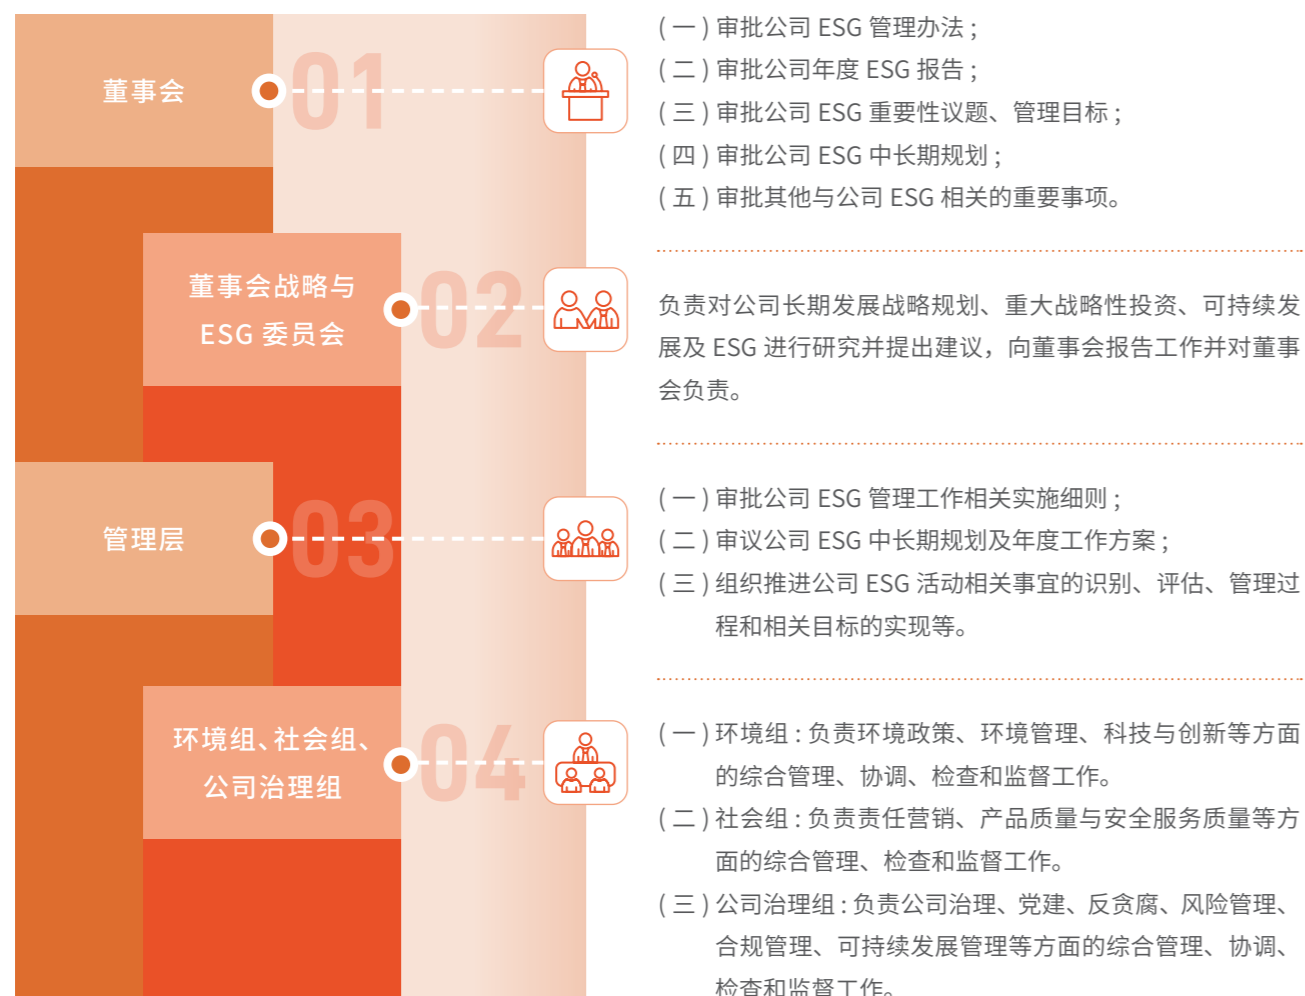 董事会
01
(一)审批公司 ESG 管理办法;
(二)审批公司年度 ESG 报告;
(三)审批公司 ESG 重要性议题、管理目标;
(四)审批公司 ESG 中长期规划;
(五)审批其他与公司 ESG 相关的重要事项。
董事会战略与
ESG 委员会
02
负责对公司长期发展战略规划、重大战略性投资、可持续发
展及 ESG 进行研究并提出建议，向董事会报告工作并对董事
会负责。
管理层
03
(一)审批公司 ESG 管理工作相关实施细则;
(二)审议公司 ESG 中长期规划及年度工作方案;
(三)组织推进公司 ESG 活动相关事宜的识别、评估、管理过
程和相关目标的实现等。
环境组、社会组、
公司治理组
04
(一)环境组:负责环境政策、环境管理、科技与创新等方面
的综合管理、协调、检查和监督工作。
(二)社会组:负责责任营销、产品质量与安全服务质量等方
面的综合管理、检查和监督工作。
(三)公司治理组:负责公司治理、党建、反贪腐、风险管理、
合规管理、可持续发展管理等方面的综合管理、协调、
检查和监督工作。